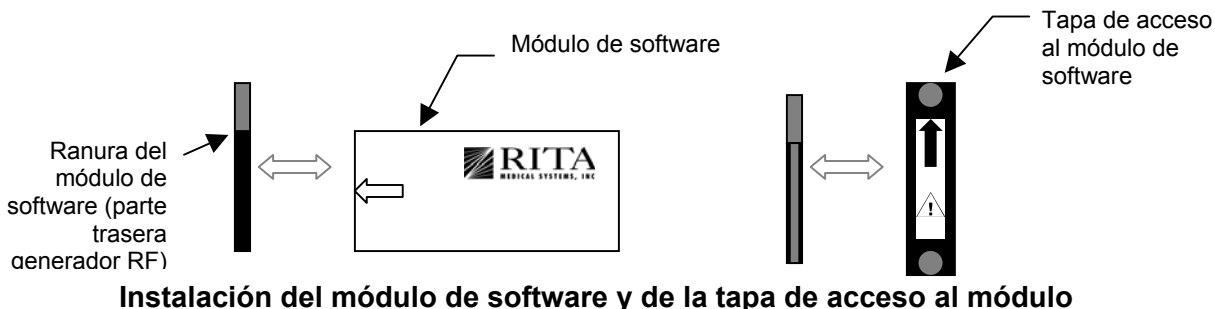 Tapa de acceso
al módulo de
software
Módulo de software
Ranura del
módulo de
software (parte
trasera
generador RF)
RITA
MEDICAL SYSTEMS, INC
!
Instalación del módulo de software y de la tapa de acceso al módulo